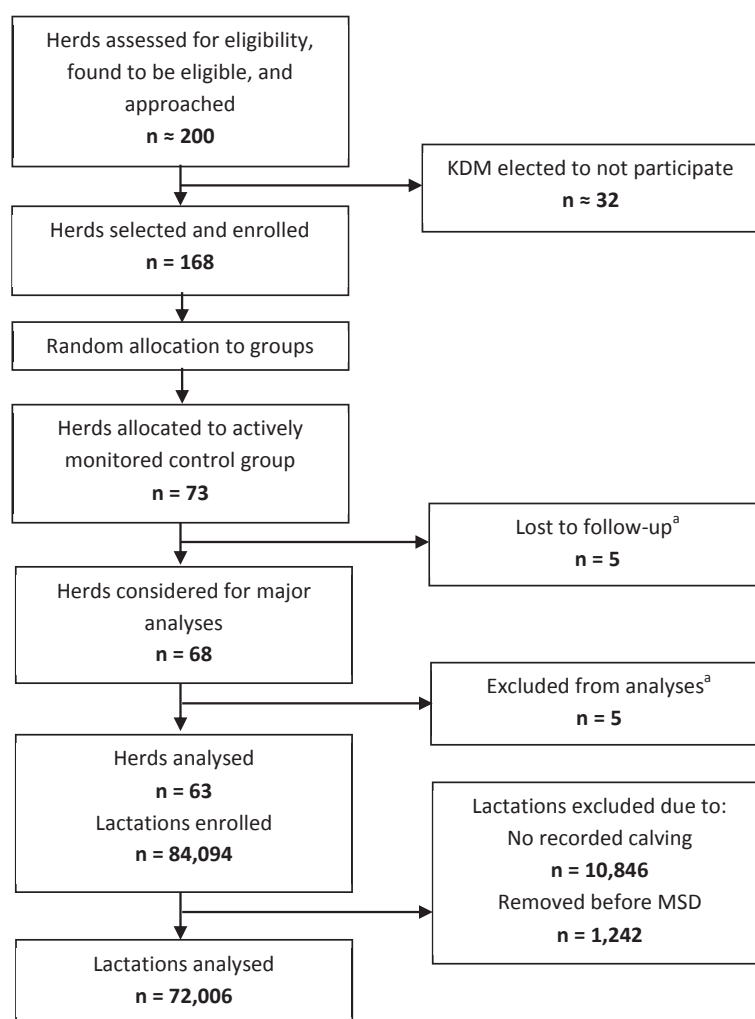 Herds assessed for eligibility,
found to be eligible, and
approached
n ≈ 200
KDM elected to not participate
n ≈ 32
Herds selected and enrolled
n = 168
Random allocation to groups
Herds allocated to actively
monitored control group
n = 73
Lost to follow-upᵃ
n = 5
Herds considered for major
analyses
n = 68
Excluded from analysesᵃ
n = 5
Herds analysed
n = 63
Lactations enrolled
n = 84,094
Lactations excluded due to:
No recorded calving
n = 10,846
Removed before MSD
n = 1,242
Lactations analysed
n = 72,006